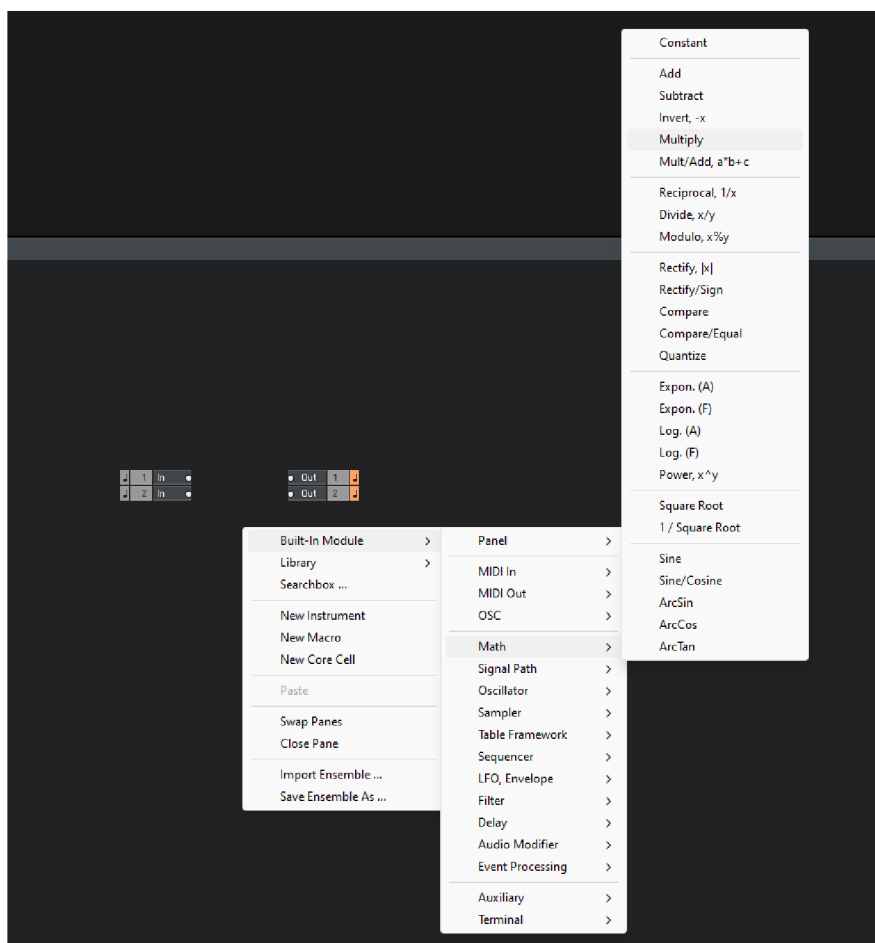 Constant
Add
Subtract
Invert, -x
Multiply
Mult/Add, a*b+c
Reciprocal, 1/x
Divide, x/y
Modulo, x%y
Rectify, |x|
Rectify/Sign
Compare
Compare/Equal
Quantize
Expon. (A)
Expon. (F)
Log. (A)
Log. (F)
Power, x^y
Square Root
1 / Square Root
Sine
Sine/Cosine
ArcSin
ArcCos
ArcTan
1 In
2 In
Out 1
Out 2
Built-In Module
Library
Searchbox ...
New Instrument
New Macro
New Core Cell
Paste
Swap Panes
Close Pane
Import Ensemble ...
Save Ensemble As ...
Panel
MIDI In
MIDI Out
OSC
Math
Signal Path
Oscillator
Sampler
Table Framework
Sequencer
LFO, Envelope
Filter
Delay
Audio Modifier
Event Processing
Auxiliary
Terminal